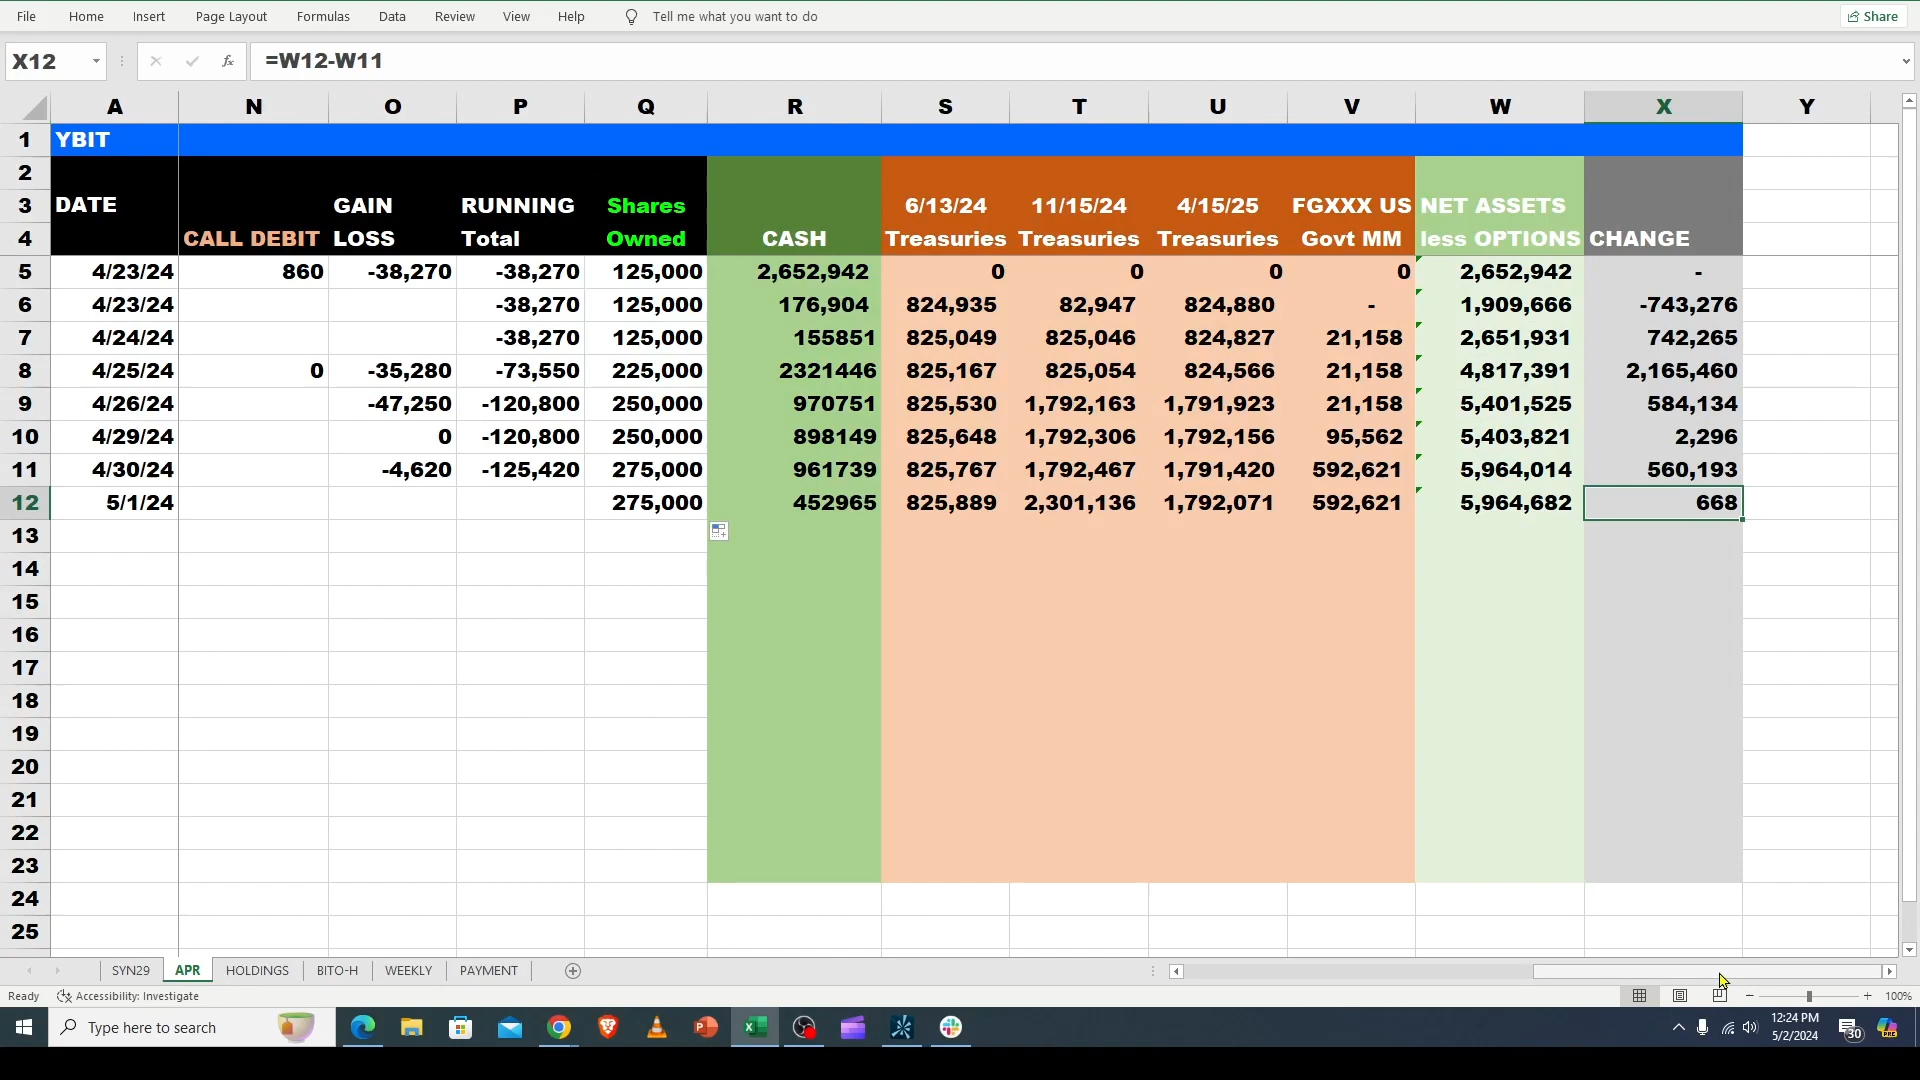 File Home Insert Page Layout Formulas Data Review View Help Tell me what you want to do Share
X12 fx =W12-W11
A N O P Q R S T U V W X Y
1 YBIT
2
3 DATE GAIN RUNNING Shares 6/13/24 11/15/24 4/15/25 FGXXX US NET ASSETS
4 CALL DEBIT LOSS Total Owned CASH Treasuries Treasuries Treasuries Govt MM less OPTIONS CHANGE
5 4/23/24 860 -38,270 -38,270 125,000 2,652,942 0 0 0 0 2,652,942 -
6 4/23/24 -38,270 125,000 176,904 824,935 82,947 824,880 - 1,909,666 -743,276
7 4/24/24 -38,270 125,000 155851 825,049 825,046 824,827 21,158 2,651,931 742,265
8 4/25/24 0 -35,280 -73,550 225,000 2321446 825,167 825,054 824,566 21,158 4,817,391 2,165,460
9 4/26/24 -47,250 -120,800 250,000 970751 825,530 1,792,163 1,791,923 21,158 5,401,525 584,134
10 4/29/24 0 -120,800 250,000 898149 825,648 1,792,306 1,792,156 95,562 5,403,821 2,296
11 4/30/24 -4,620 -125,420 275,000 961739 825,767 1,792,467 1,791,420 592,621 5,964,014 560,193
12 5/1/24 275,000 452965 825,889 2,301,136 1,792,071 592,621 5,964,682 668
13
14
15
16
17
18
19
20
21
22
23
24
25
SYN29 APR HOLDINGS BITO-H WEEKLY PAYMENT
Ready Accessibility: Investigate 100%
Type here to search 12:24 PM
5/2/2024 30